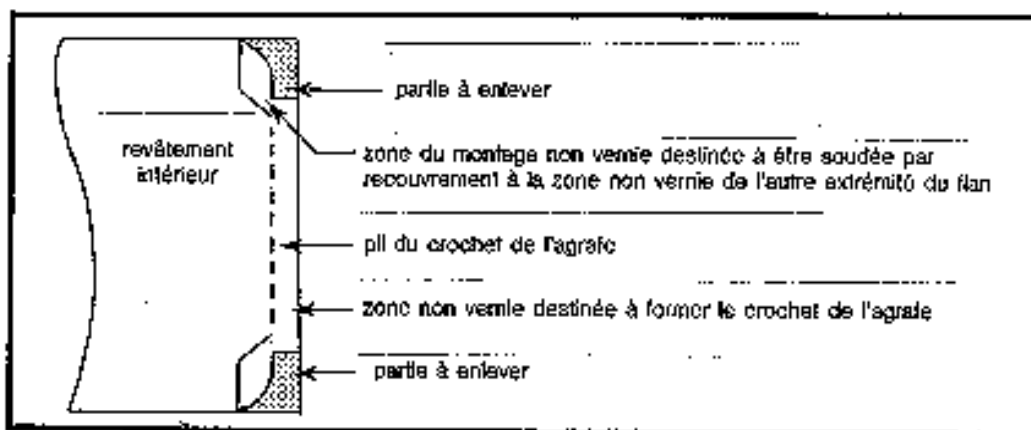 partie à enlever
revêtement
intérieur
zone du montage non vernie destinée à être soudée par
recouvrement à la zone non vernie de l'autre extrémité du flan
pli du crochet de l'agrafe
zone non vernie destinée à former le crochet de l'agrafe
partie à enlever